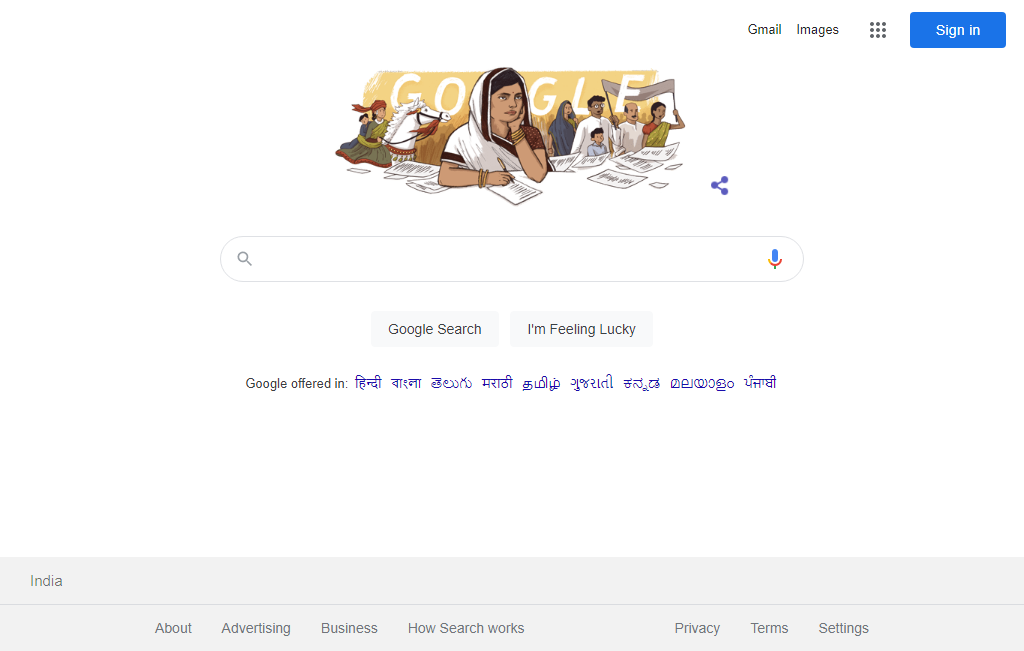 Gmail Images Sign in
GOOGLE
Google Search I'm Feeling Lucky
Google offered in: हिन्दी বাংলা తెలుగు मराठी தமிழ் ગુજરાતી ಕನ್ನಡ മലയാളം ਪੰਜਾਬੀ
India
About Advertising Business How Search works Privacy Terms Settings